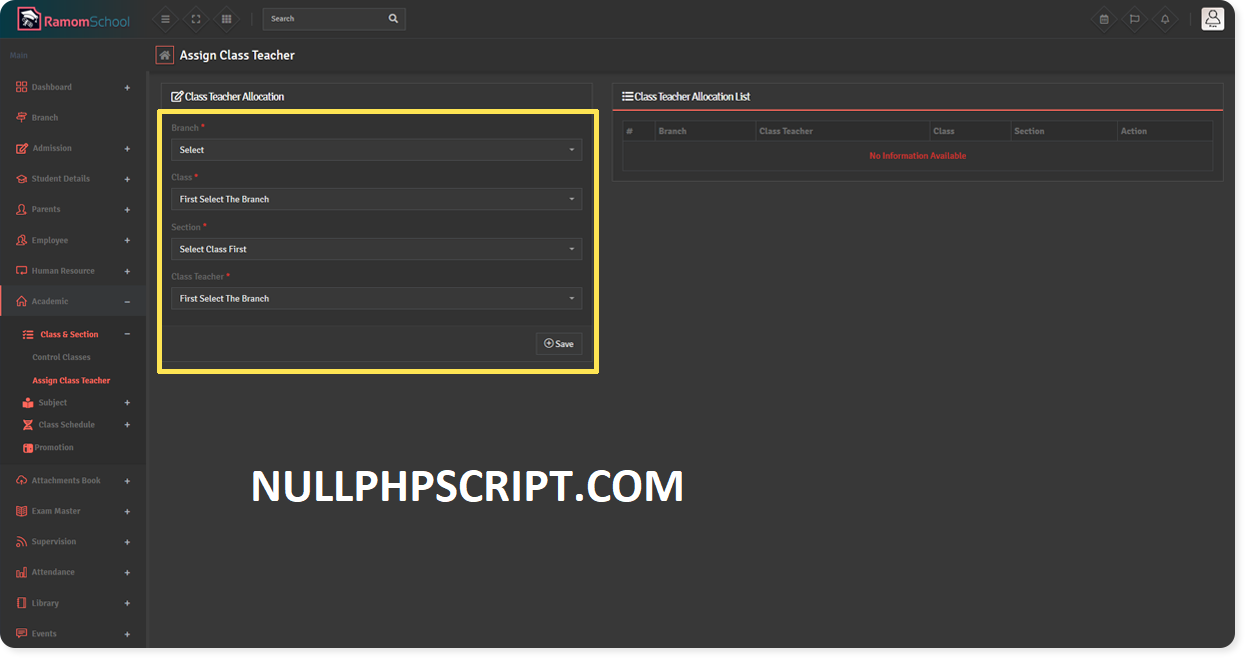 RamomSchool
Search
Main
Dashboard
Branch
Admission
Student Details
Parents
Employee
Human Resource
Academic
Class & Section
Control Classes
Assign Class Teacher
Subject
Class Schedule
Promotion
Attachments Book
Exam Master
Supervision
Attendance
Library
Events
Assign Class Teacher
Class Teacher Allocation
Branch *
Select
Class *
First Select The Branch
Section *
Select Class First
Class Teacher *
First Select The Branch
Save
Class Teacher Allocation List
# Branch Class Teacher Class Section Action
No Information Available
NULLPHPSCRIPT.COM